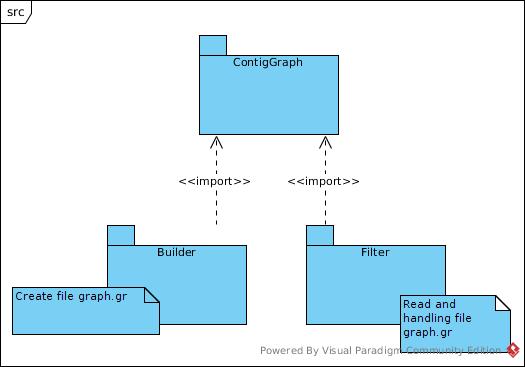 src
ContigGraph
<<import>> <<import>>
Builder
Filter
Create file graph.gr
Read and
handling file
graph.gr
Powered By Visual Paradigm Community Edition